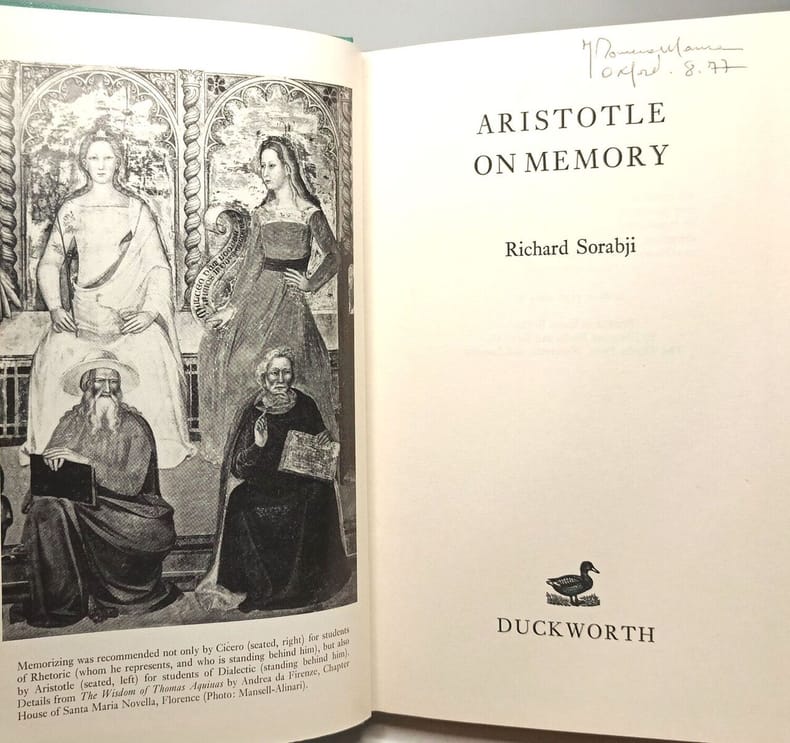 Memorizing was recommended not only by Cicero (seated, right) for students
of Rhetoric (whom he represents, and who is standing behind him), but also
by Aristotle (seated, left) for students of Dialectic (standing behind him).
Details from The Wisdom of Thomas Aquinas by Andrea da Firenze, Chapter
House of Santa Maria Novella, Florence (Photo: Mansell-Alinari).
Oxford. 8.77
ARISTOTLE
ON MEMORY
Richard Sorabji
DUCKWORTH